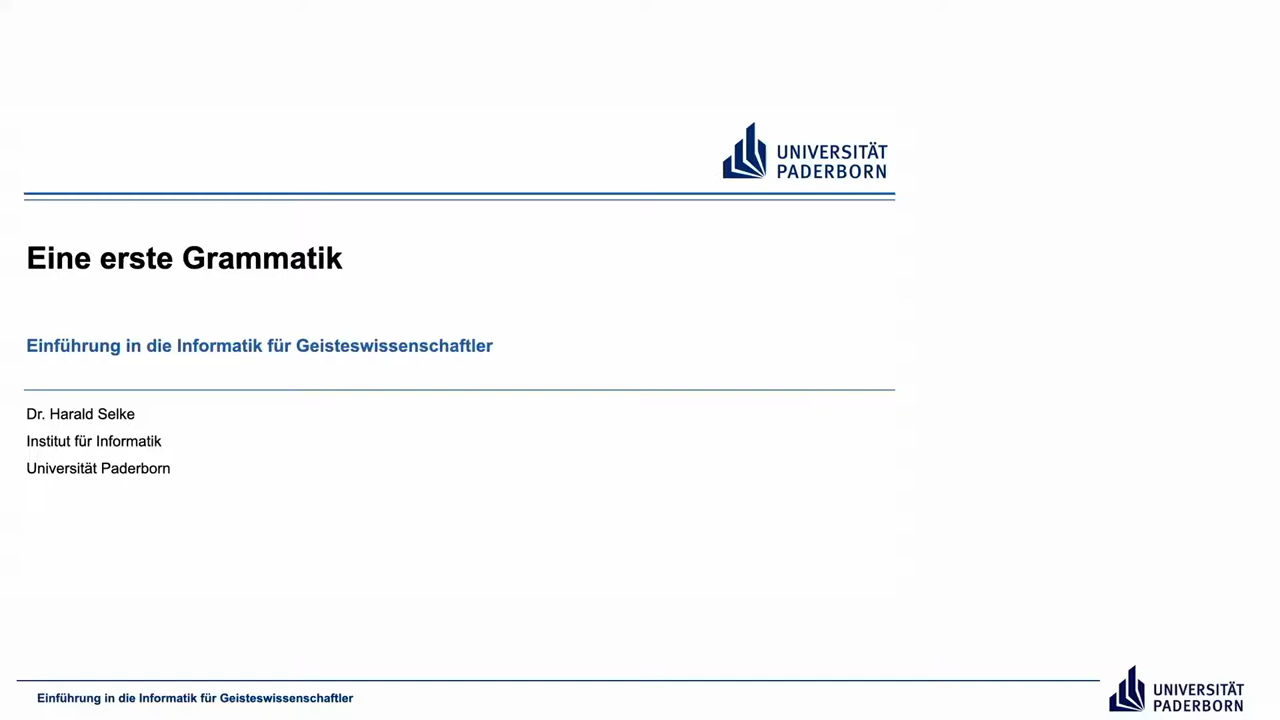 UNIVERSITÄT
PADERBORN
Eine erste Grammatik
Einführung in die Informatik für Geisteswissenschaftler
Dr. Harald Selke
Institut für Informatik
Universität Paderborn
Einführung in die Informatik für Geisteswissenschaftler
UNIVERSITÄT
PADERBORN